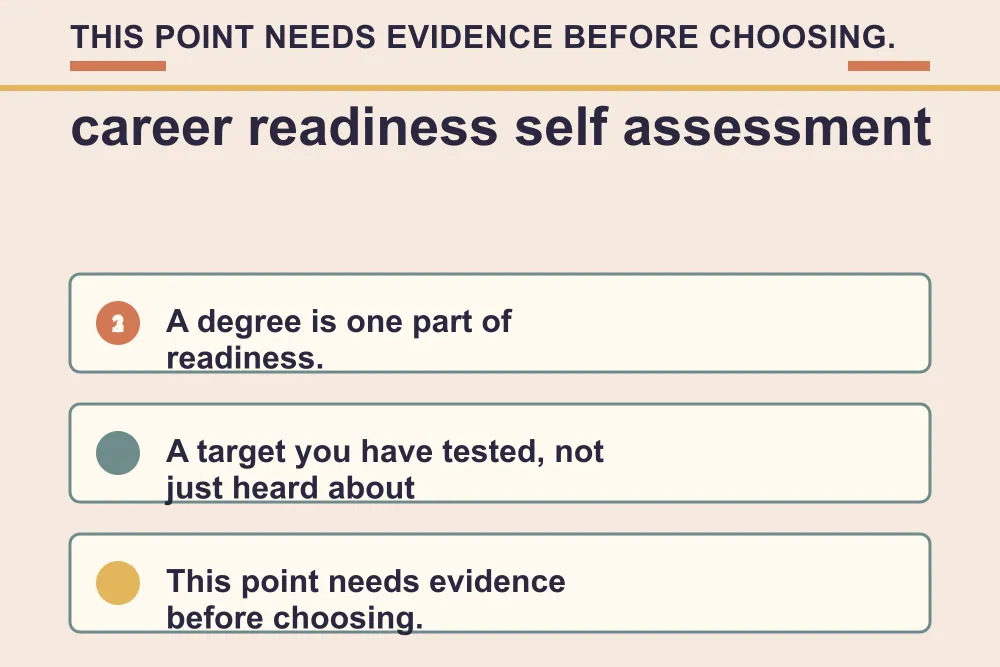 THIS POINT NEEDS EVIDENCE BEFORE CHOOSING.
career readiness self assessment
A degree is one part of
readiness.
A target you have tested, not
just heard about
This point needs evidence
before choosing.